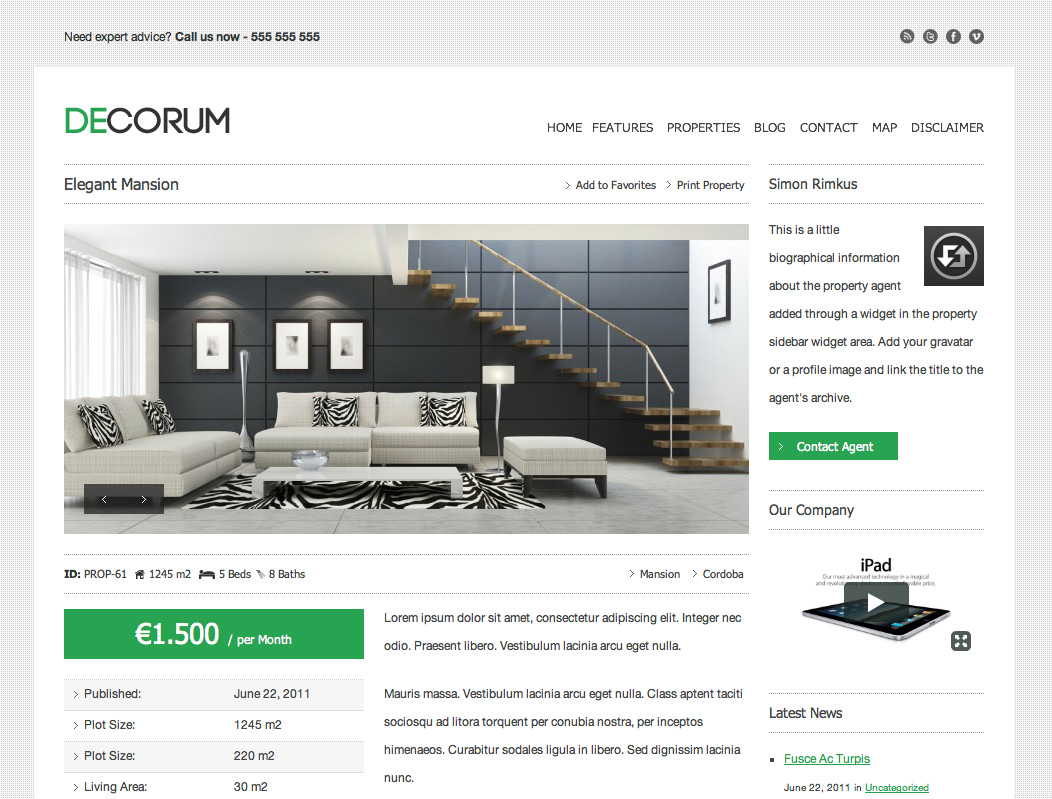 Need expert advice? Call us now - 555 555 555
DECORUM
HOME FEATURES PROPERTIES BLOG CONTACT MAP DISCLAIMER
Elegant Mansion
Add to Favorites
Print Property
ID: PROP-61 1245 m2 5 Beds 8 Baths
Mansion
Cordoba
€1.500 / per Month
Published: June 22, 2011
Plot Size: 1245 m2
Plot Size: 220 m2
Living Area: 30 m2
Lorem ipsum dolor sit amet, consectetur adipiscing elit. Integer nec
odio. Praesent libero. Vestibulum lacinia arcu eget nulla.
Mauris massa. Vestibulum lacinia arcu eget nulla. Class aptent taciti
sociosqu ad litora torquent per conubia nostra, per inceptos
himenaeos. Curabitur sodales ligula in libero. Sed dignissim lacinia
nunc.
Simon Rimkus
This is a little
biographical information
about the property agent
added through a widget in the property
sidebar widget area. Add your gravatar
or a profile image and link the title to the
agent's archive.
Contact Agent
Our Company
iPad
Our most advanced technology in a magical
Latest News
Fusce Ac Turpis
June 22, 2011 in Uncategorized